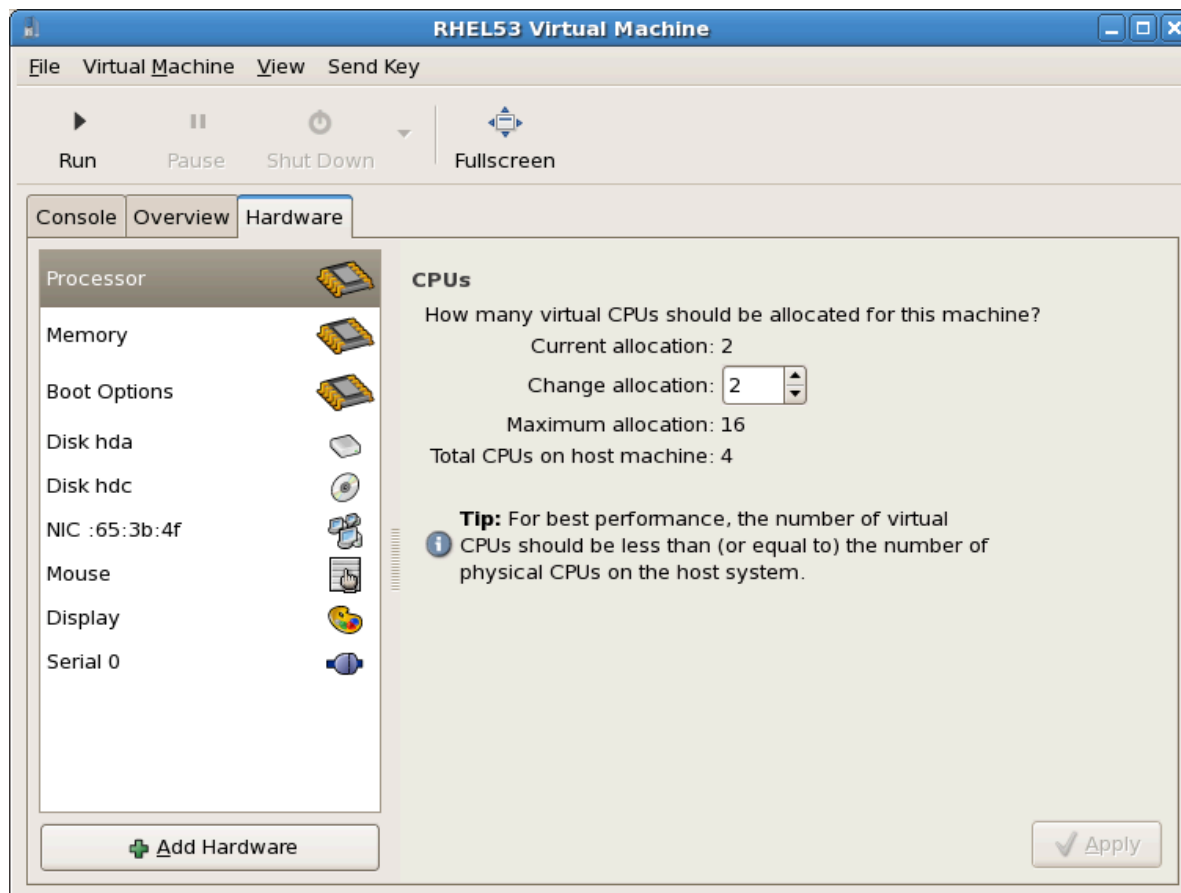 RHEL53 Virtual Machine
File Virtual Machine View Send Key
Run Pause Shut Down Fullscreen
Console Overview Hardware
Processor
Memory
Boot Options
Disk hda
Disk hdc
NIC :65:3b:4f
Mouse
Display
Serial 0
Add Hardware
CPUs
How many virtual CPUs should be allocated for this machine?
Current allocation: 2
Change allocation: 2
Maximum allocation: 16
Total CPUs on host machine: 4
Tip: For best performance, the number of virtual
CPUs should be less than (or equal to) the number of
physical CPUs on the host system.
Apply